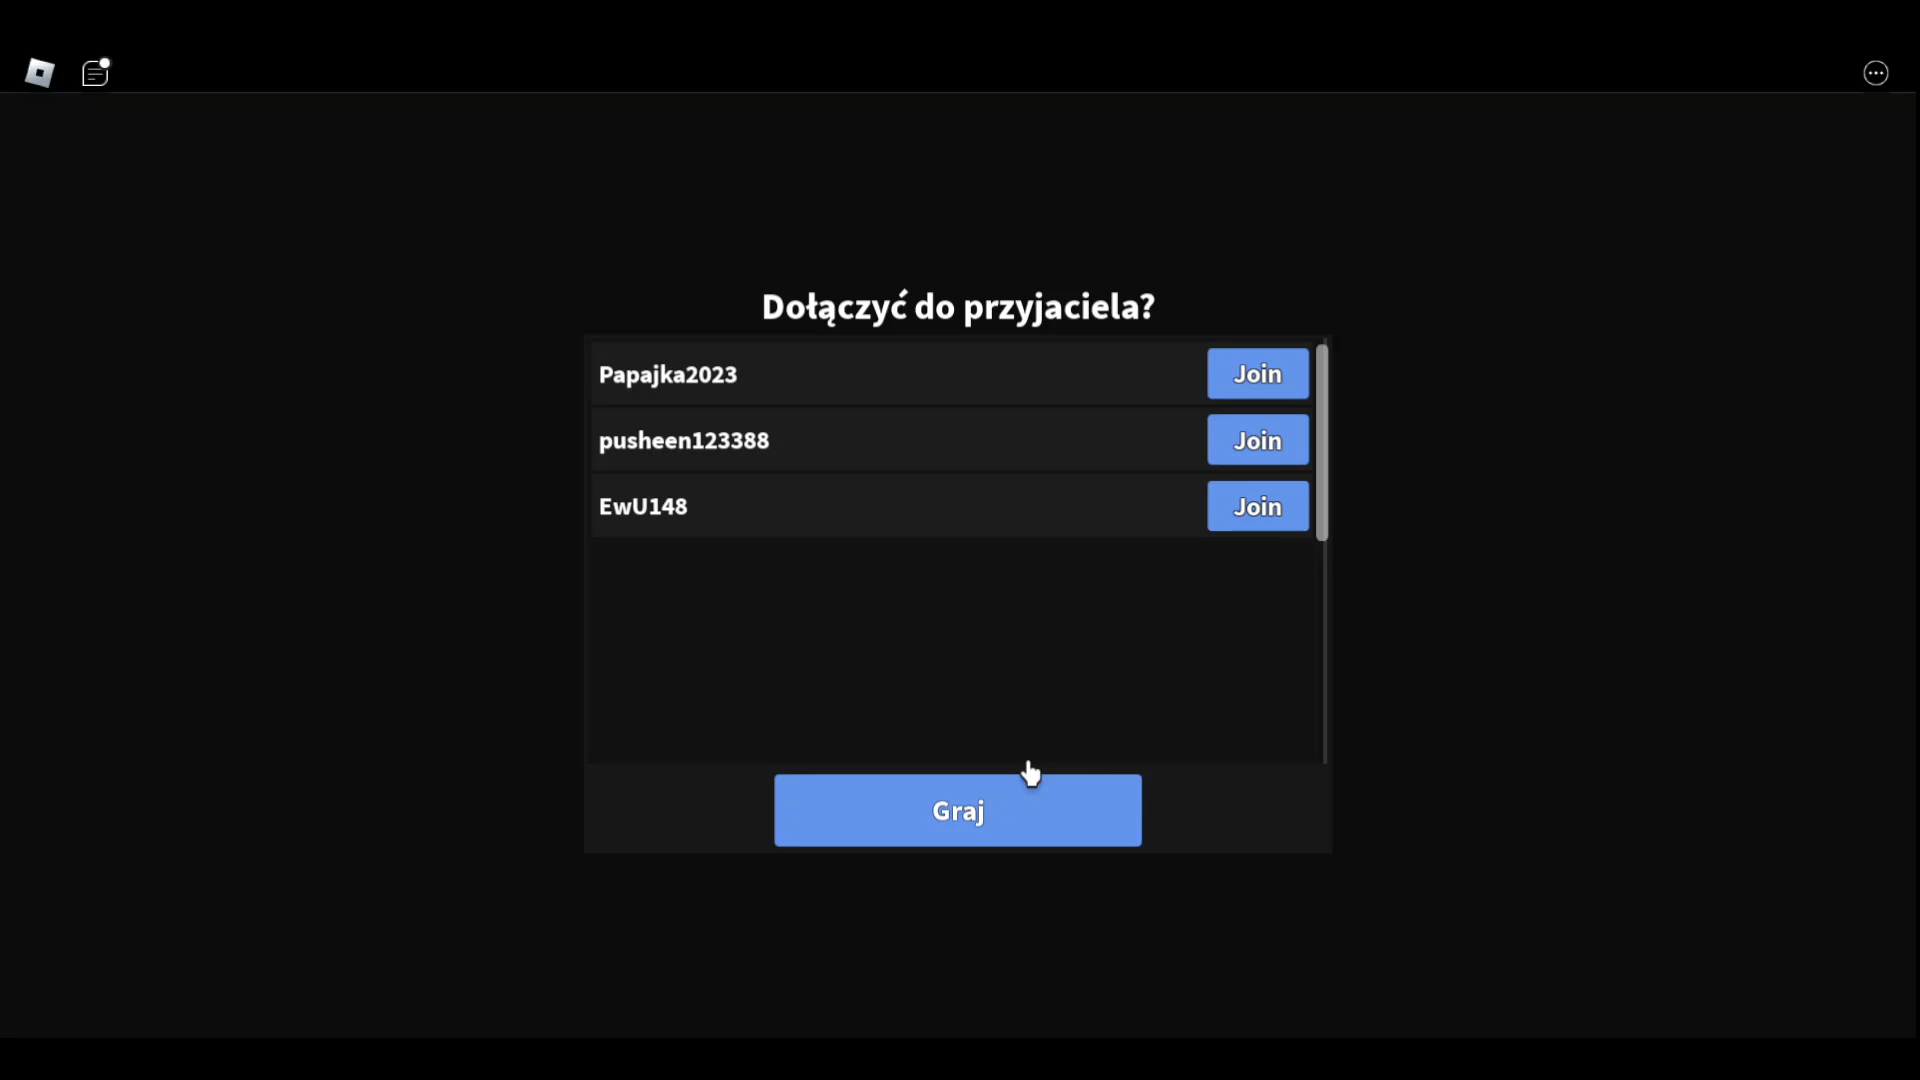 Dołączyć do przyjaciela?
Papajka2023 Join
pusheen123388 Join
EwU148 Join
Graj